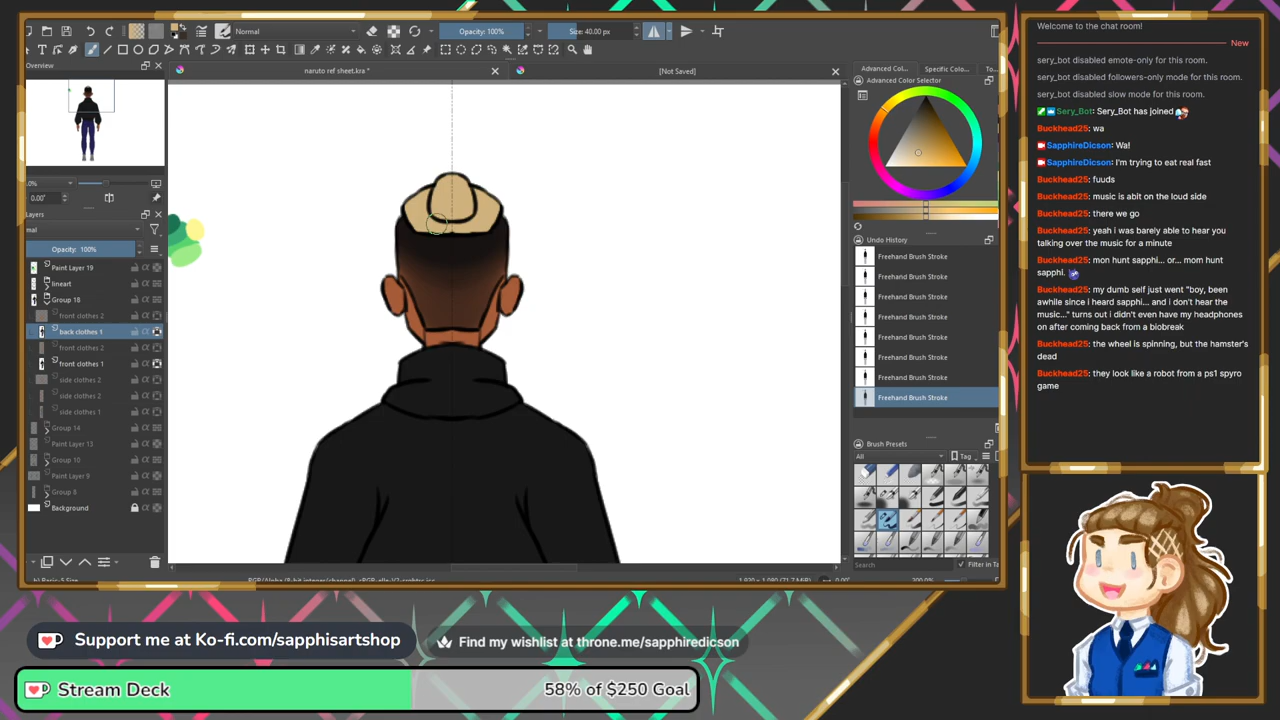 Normal
Opacity: 100%
Size: 40.00 px
Overview
naruto ref sheet.kra *
[Not Saved]
Advanced Col...
Specific Colo...
To...
Advanced Color Selector
0.00°
Layers
Opacity: 100%
Paint Layer 19
lineart
Group 18
front clothes 2
back clothes 1
front clothes 2
front clothes 1
side clothes 2
side clothes 2
side clothes 1
Group 14
Paint Layer 13
Group 10
Paint Layer 9
Group 8
Background
Undo History
Freehand Brush Stroke
Freehand Brush Stroke
Freehand Brush Stroke
Freehand Brush Stroke
Freehand Brush Stroke
Freehand Brush Stroke
Freehand Brush Stroke
Freehand Brush Stroke
Brush Presets
All
Tag
Search
Filter in Ta
Welcome to the chat room!
New
sery_bot disabled emote-only for this room.
sery_bot disabled followers-only mode for this room.
sery_bot disabled slow mode for this room.
Sery_Bot: Sery_Bot has joined
Buckhead25: wa
SapphireDicson: Wa!
SapphireDicson: I'm trying to eat real fast
Buckhead25: fuuds
Buckhead25: music is abit on the loud side
Buckhead25: there we go
Buckhead25: yeah i was barely able to hear you
talking over the music for a minute
Buckhead25: mon hunt sapphi... or... mom hunt
sapphi.
Buckhead25: my dumb self just went "boy, been
awhile since i heard sapphi... and i don't hear the
music..." turns out i didn't even have my headphones
on after coming back from a biobreak
Buckhead25: the wheel is spinning, but the hamster's
dead
Buckhead25: they look like a robot from a ps1 spyro
game
Support me at Ko-fi.com/sapphisartshop
Find my wishlist at throne.me/sapphiredicson
Stream Deck
58% of $250 Goal